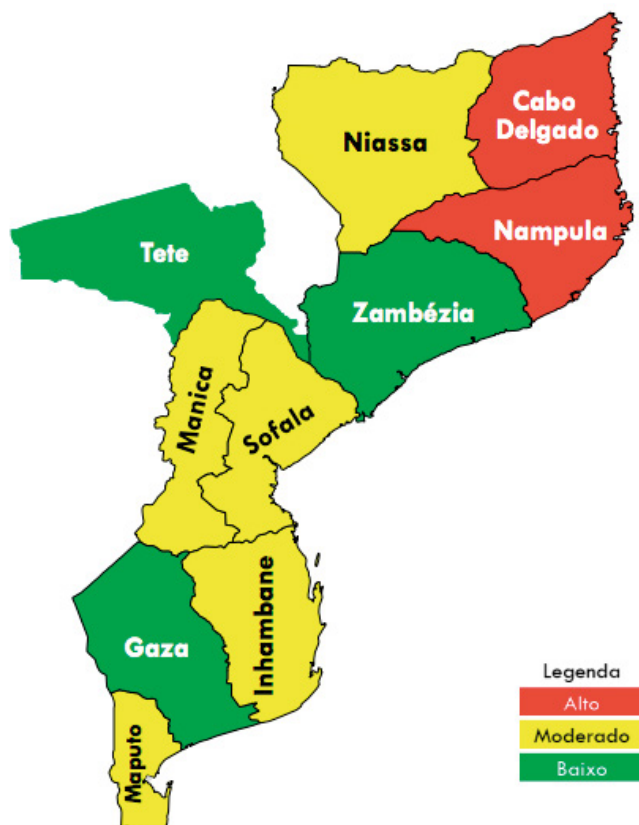 Cabo
Delgado
Niassa
Nampula
Tete
Zambézia
Manica
Sofala
Inhambane
Gaza
Maputo
Legenda
Alto
Moderado
Baixo